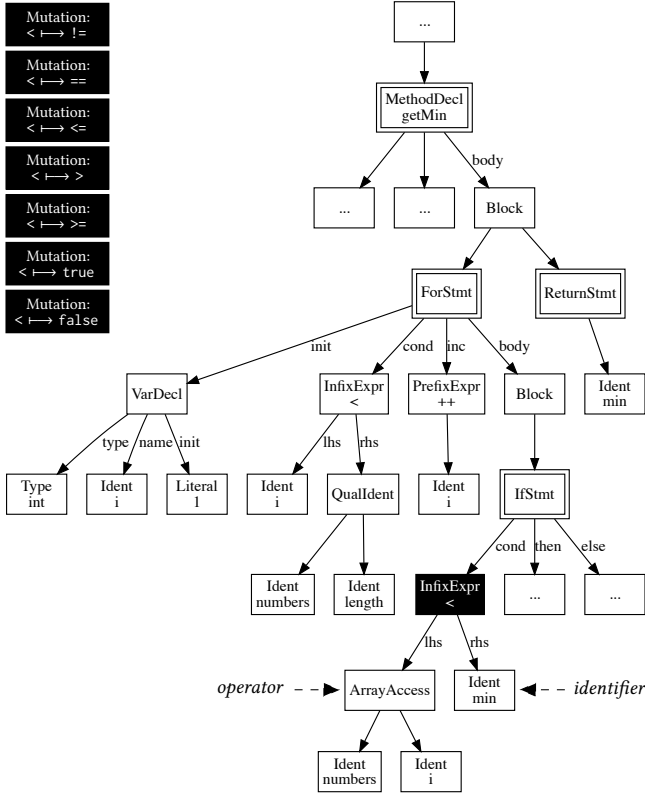 Mutation:
< ⟼ !=
Mutation:
< ⟼ ==
Mutation:
< ⟼ <=
Mutation:
< ⟼ >
Mutation:
< ⟼ >=
Mutation:
< ⟼ true
Mutation:
< ⟼ false
...
MethodDecl
getMin
body
...
...
Block
ForStmt
ReturnStmt
init
cond
inc
body
VarDecl
InfixExpr
<
PrefixExpr
++
Block
Ident
min
type
name
init
lhs
rhs
Type
int
Ident
i
Literal
1
Ident
i
QualIdent
Ident
i
IfStmt
cond
then
else
Ident
numbers
Ident
length
InfixExpr
<
...
...
lhs
rhs
operator
ArrayAccess
Ident
min
identifier
Ident
numbers
Ident
i